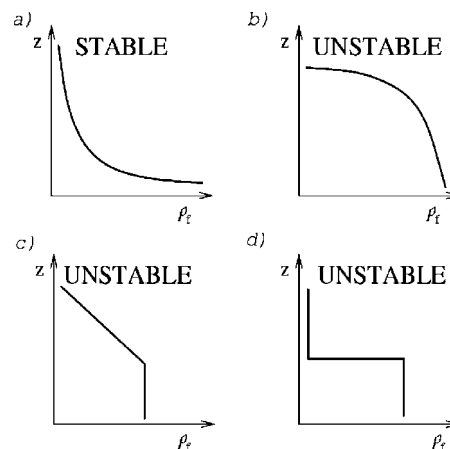 a)
z STABLE
ρf
b)
z UNSTABLE
ρf
c)
z UNSTABLE
ρf
d)
z UNSTABLE
ρf